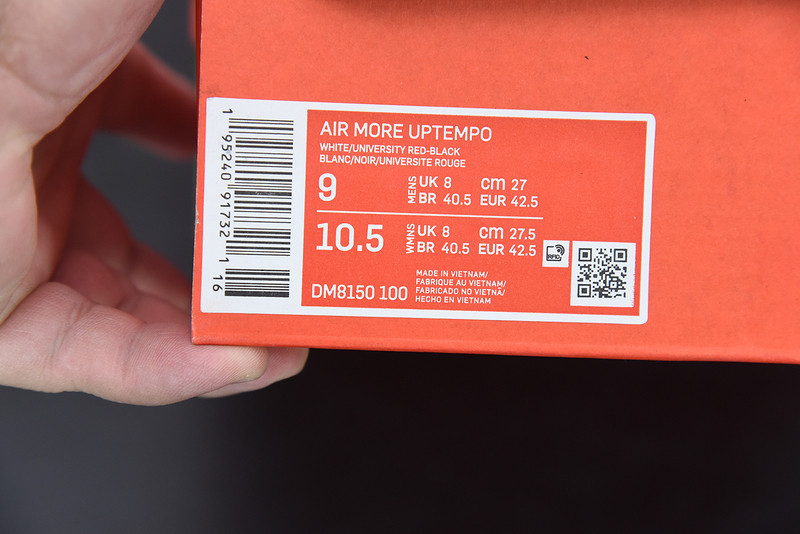 1 95240 91732 1
16
AIR MORE UPTEMPO
WHITE/UNIVERSITY RED-BLACK
BLANC/NOIR/UNIVERSITE ROUGE
9 MENS UK 8 cm 27
BR 40.5 EUR 42.5
10.5 WMNS UK 8 cm 27.5
BR 40.5 EUR 42.5
RFID
MADE IN VIETNAM/
FABRIQUE AU VIETNAM/
FABRICADO NO VIETNÃ/
HECHO EN VIETNAM
DM8150 100